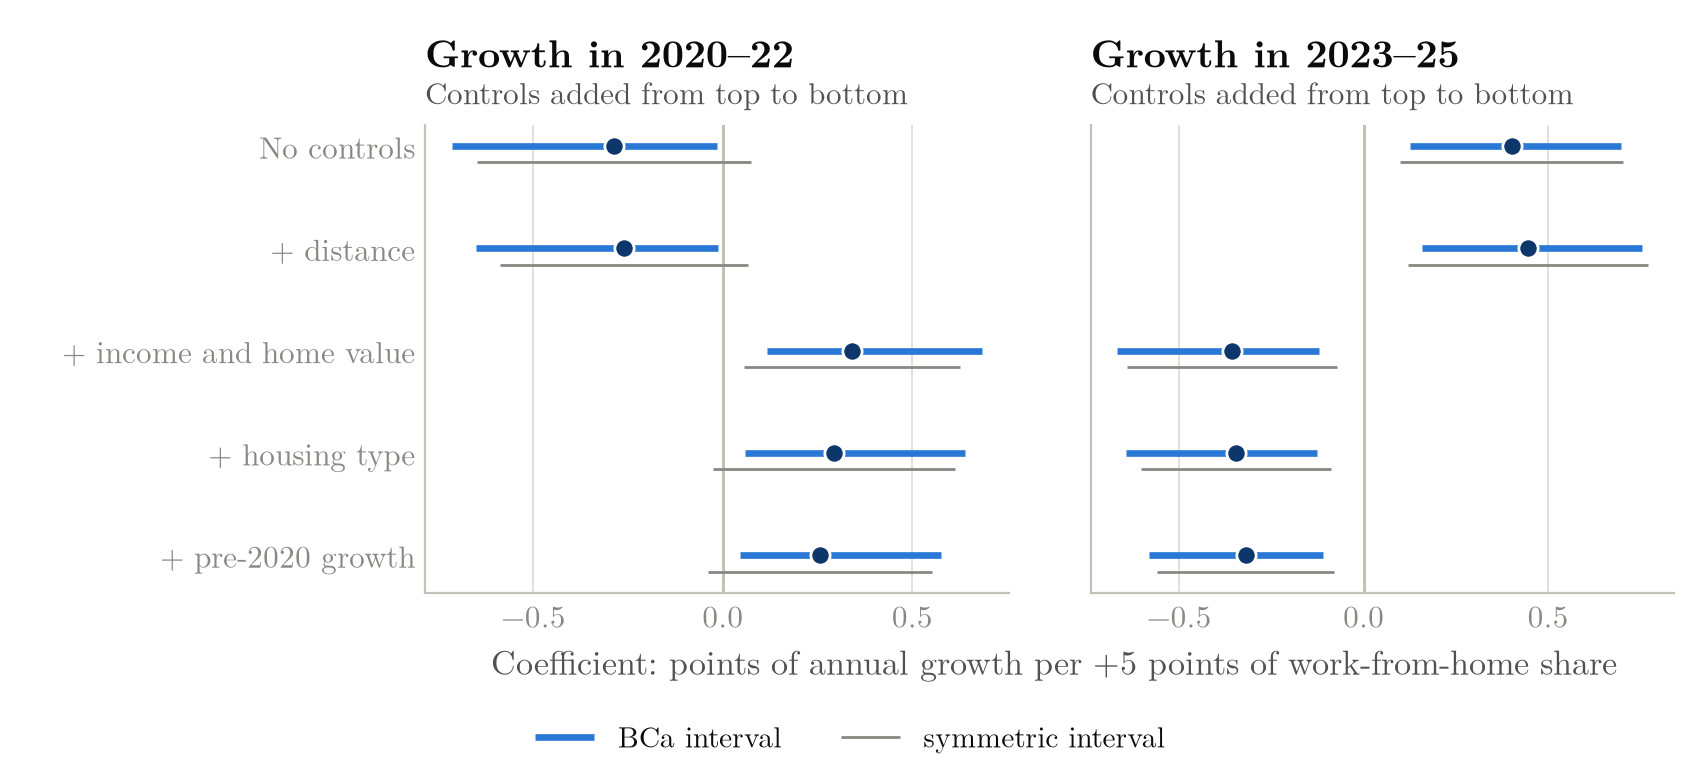 Growth in 2020–22
Controls added from top to bottom
Growth in 2023–25
Controls added from top to bottom
No controls
+ distance
+ income and home value
+ housing type
+ pre-2020 growth
−0.5 0.0 0.5
−0.5 0.0 0.5
Coefficient: points of annual growth per +5 points of work-from-home share
BCa interval
symmetric interval